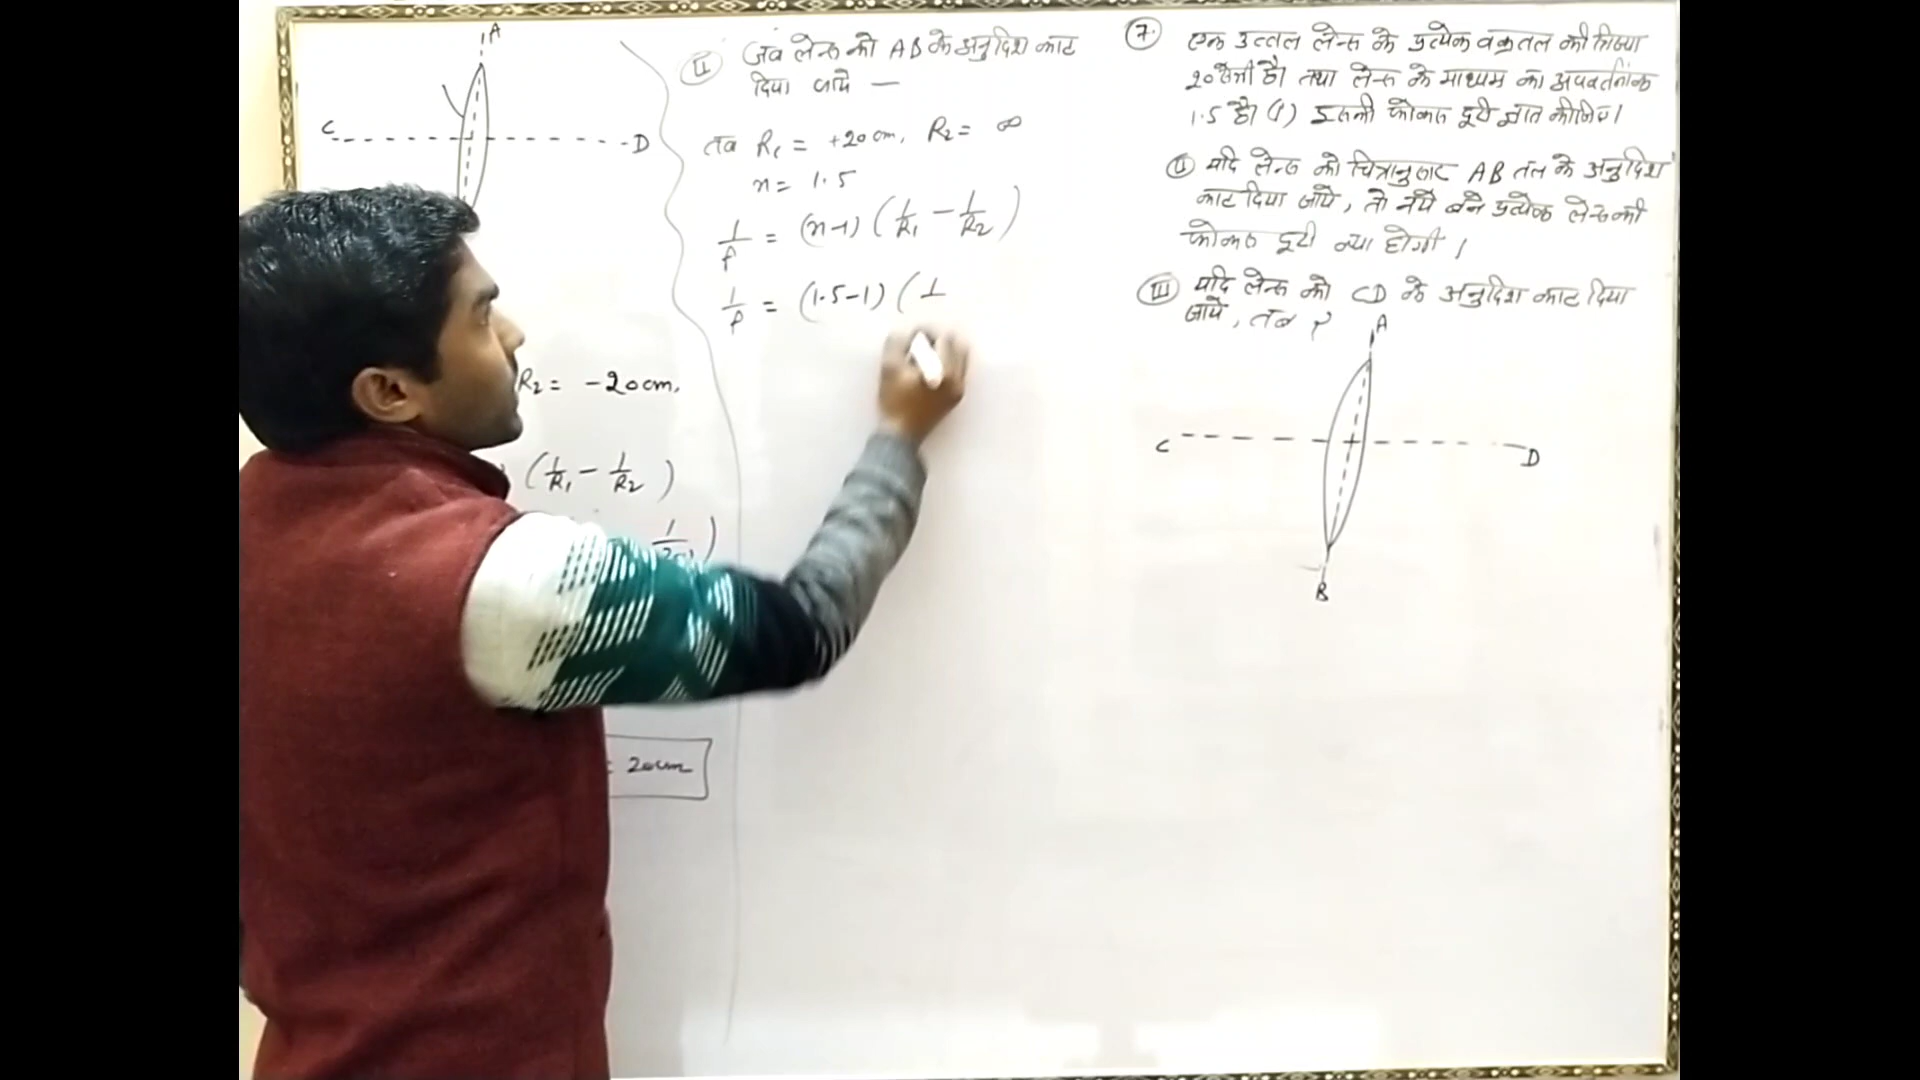 A
C
D
R₂ = -20cm,
(1/R₁ - 1/R₂)
1/20)
= 20cm
II जब लेन्स को AB के अनुदिश काट
दिया जाये —
तब R₁ = +20cm, R₂ = ∞
n = 1.5
1/f = (n-1) (1/R₁ - 1/R₂)
1/f = (1.5-1) (1
7. एक उत्तल लेन्स के प्रत्येक वक्रतल की त्रिज्या
20 सेमी है। तथा लेन्स के माध्यम का अपवर्तनांक
1.5 है। (I) इसकी फोकस दूरी ज्ञात कीजिए।
II यदि लेन्स को चित्रानुसार AB तल के अनुदिश
काट दिया जाये, तो नये बने प्रत्येक लेन्स की
फोकस दूरी क्या होगी।
III यदि लेन्स को CD के अनुदिश काट दिया
जाये, तब ?
A
C
D
B